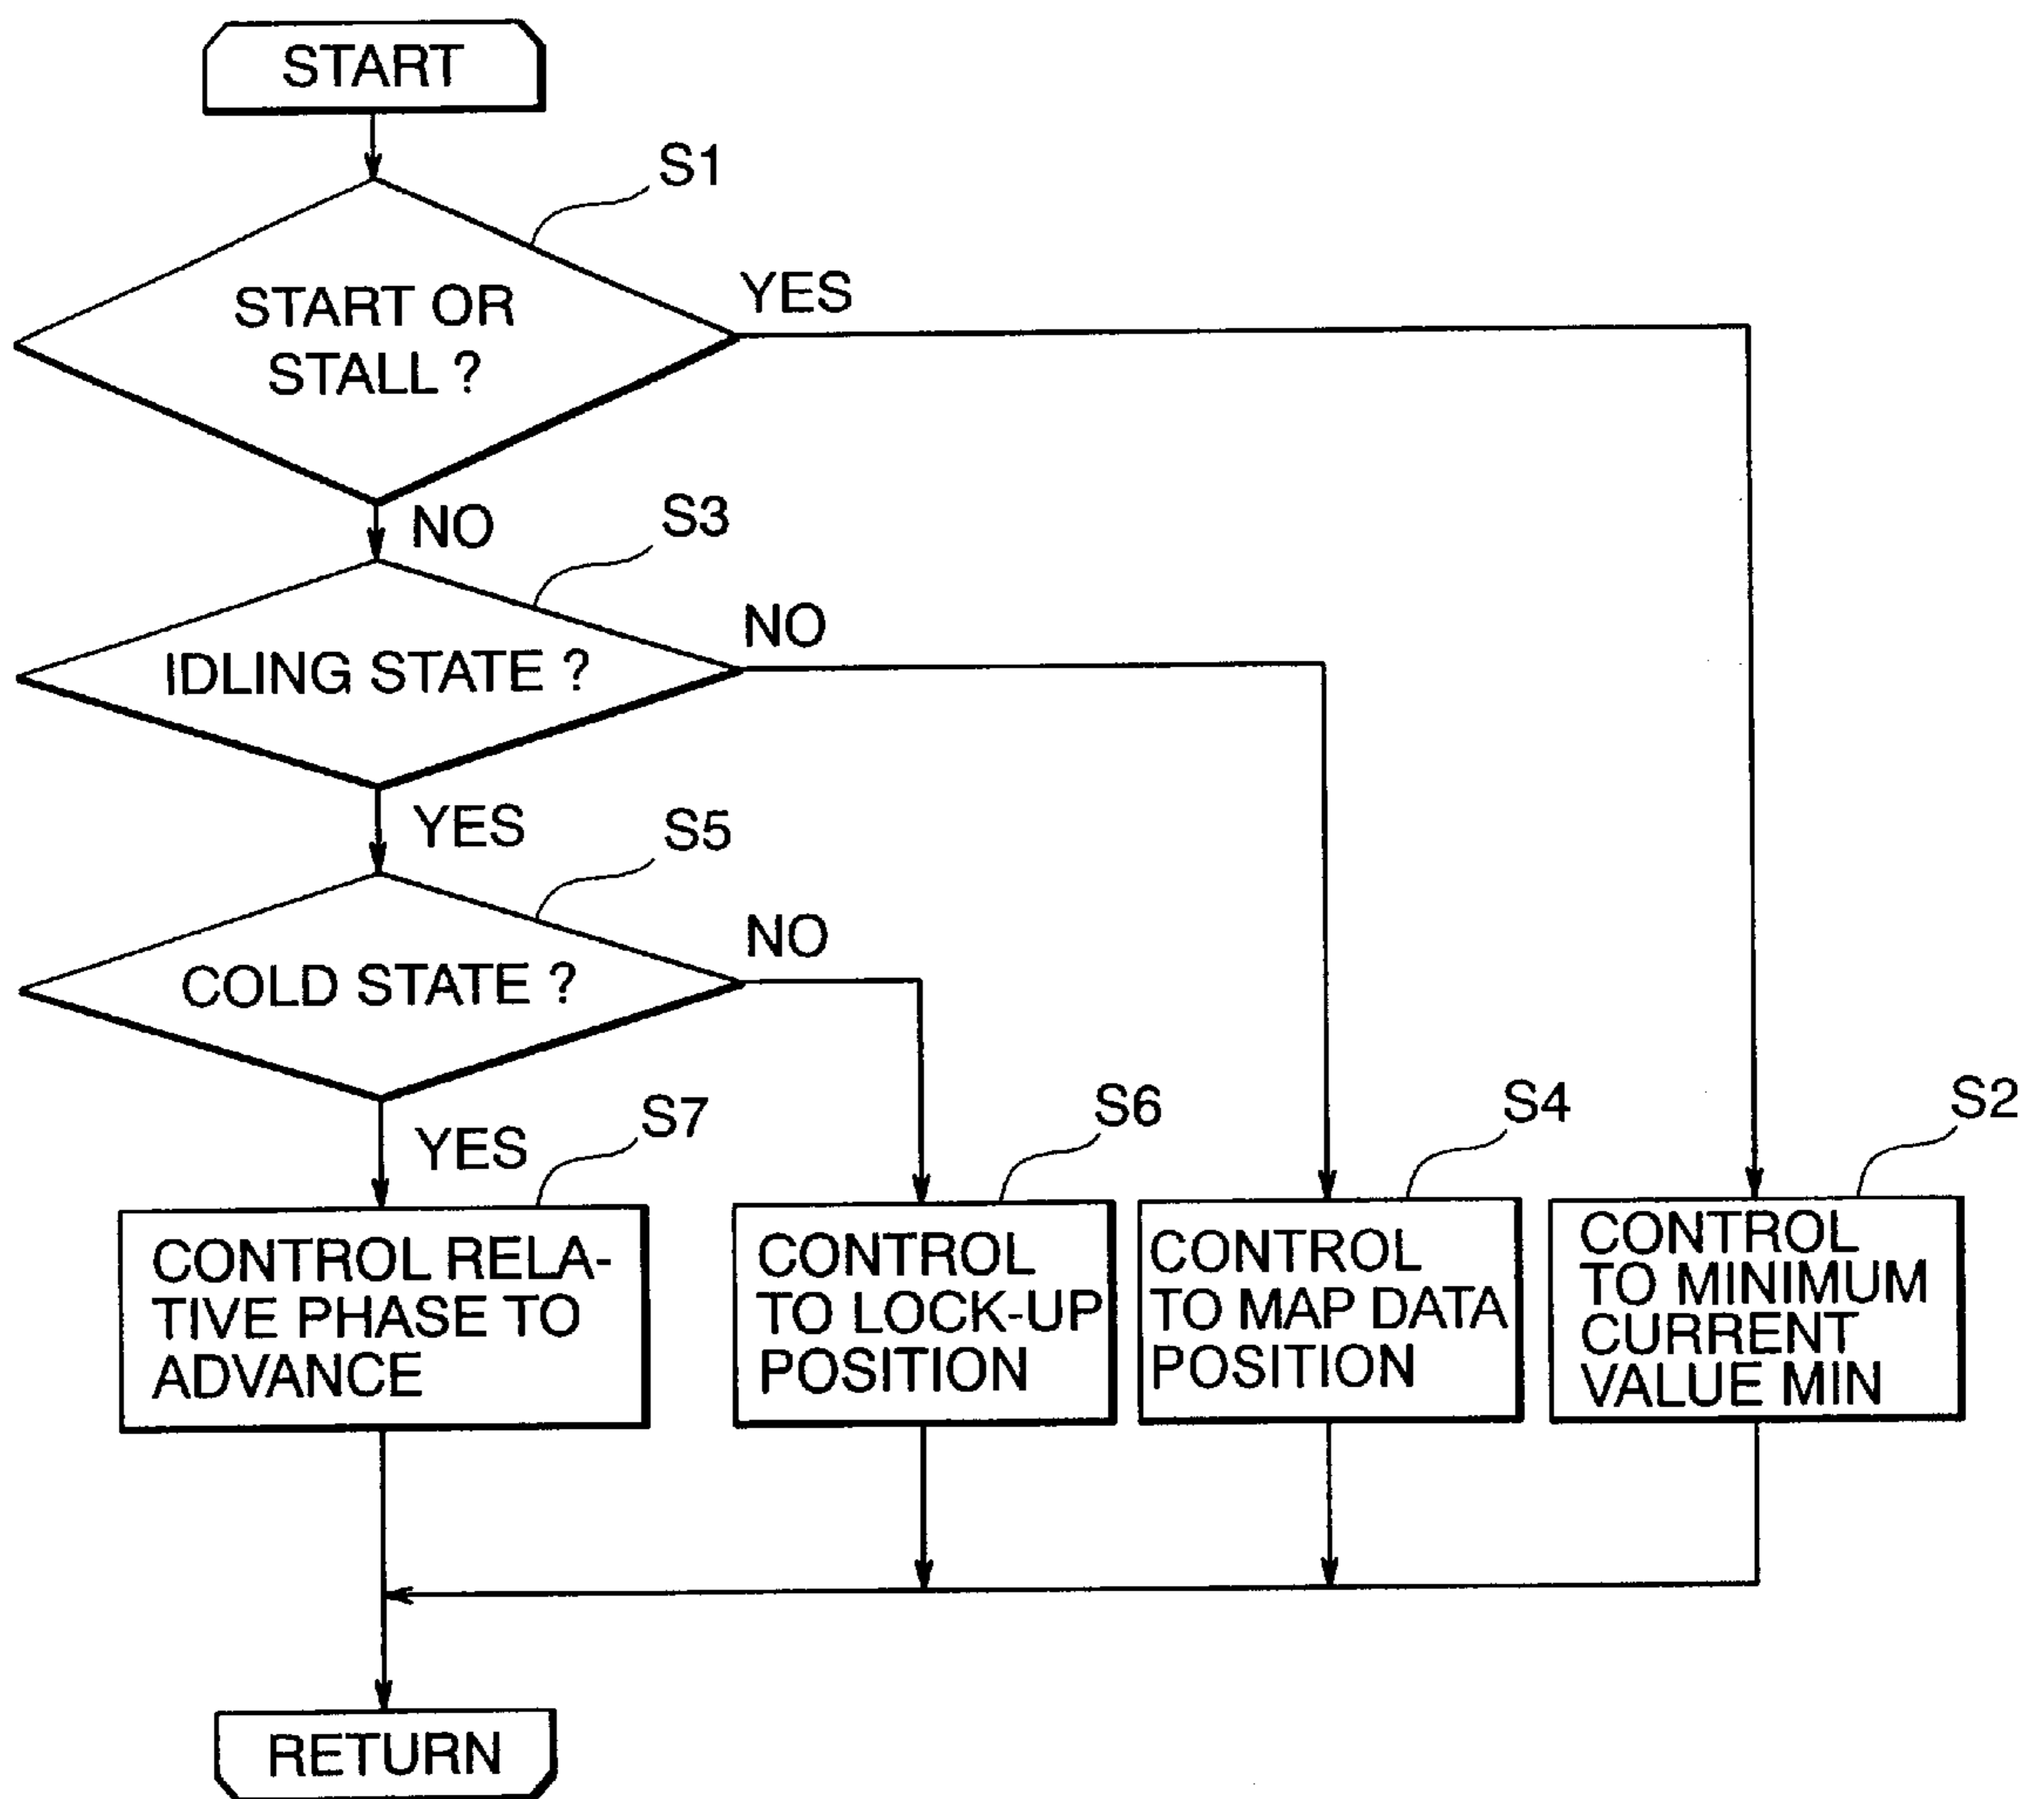 START
S1
START OR
STALL ?
YES
NO
S3
IDLING STATE ?
NO
YES
S5
COLD STATE ?
NO
YES
S7
CONTROL RELA-
TIVE PHASE TO
ADVANCE
S6
CONTROL
TO LOCK-UP
POSITION
S4
CONTROL
TO MAP DATA
POSITION
S2
CONTROL
TO MINIMUM
CURRENT
VALUE MIN
RETURN